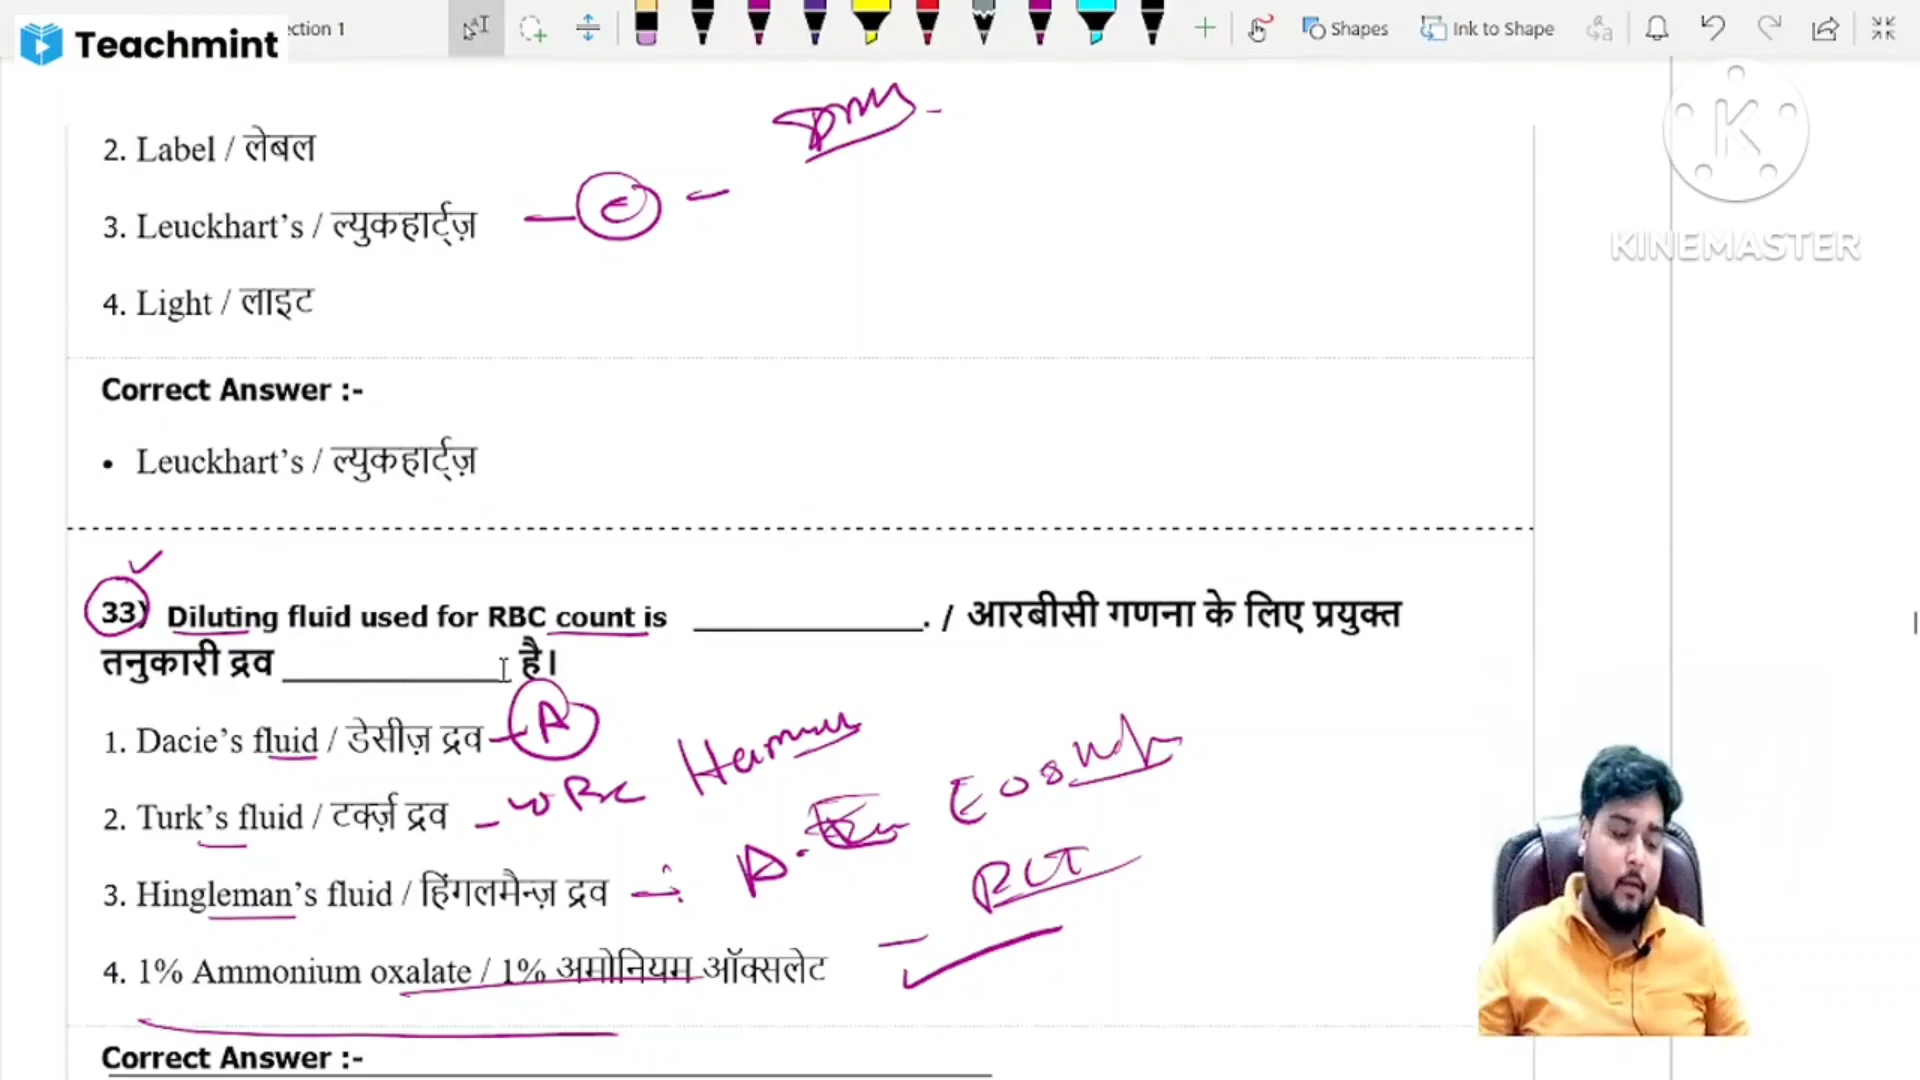 Teachmint
ection 1
Shapes
Ink to Shape
K
KINEMASTER
2. Label / लेबल
3. Leuckhart's / ल्युकहार्ट्ज़ - C -
4. Light / लाइट
Correct Answer :-
• Leuckhart's / ल्युकहार्ट्ज़
33) Diluting fluid used for RBC count is ____________. / आरबीसी गणना के लिए प्रयुक्त
तनुकारी द्रव ____________ है।
1. Dacie's fluid / डेसीज़ द्रव - A
2. Turk's fluid / टर्क्ज़ द्रव - WBC
3. Hingleman's fluid / हिंगलमैन्ज़ द्रव
4. 1% Ammonium oxalate / 1% अमोनियम ऑक्सलेट
Correct Answer :-